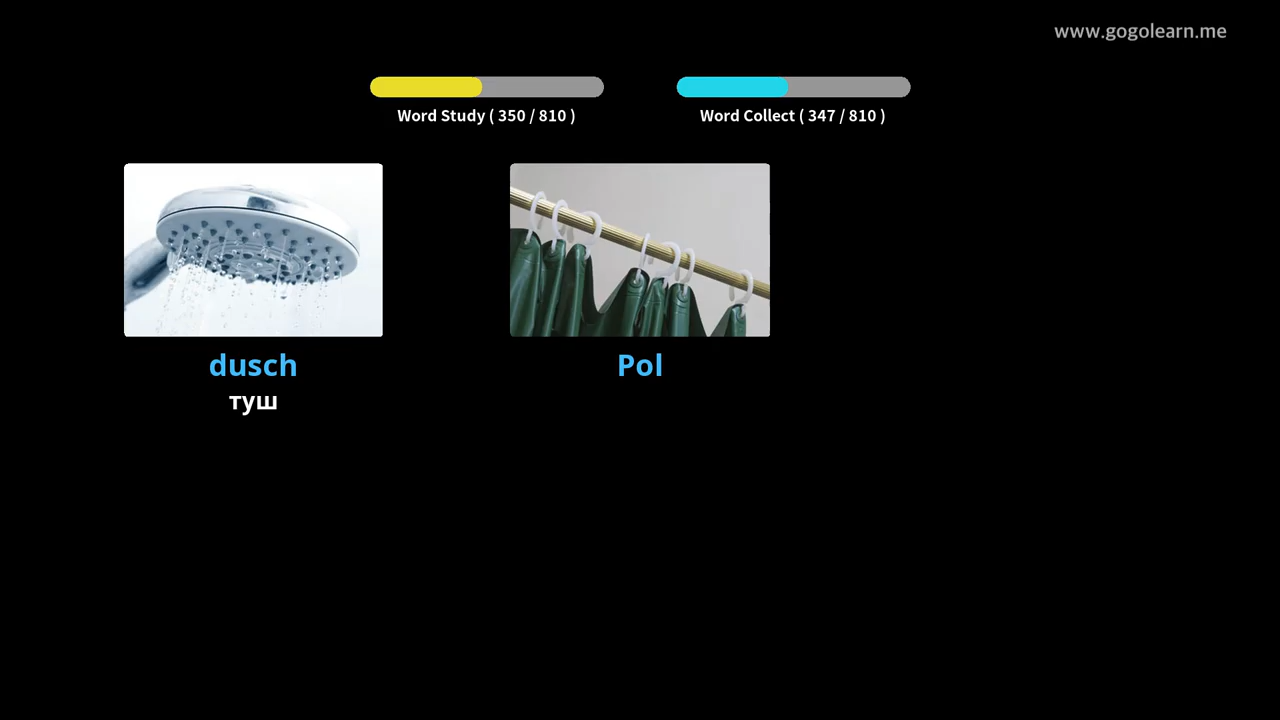 www.gogolearn.me
Word Study ( 350 / 810 )
Word Collect ( 347 / 810 )
dusch
туш
Pol